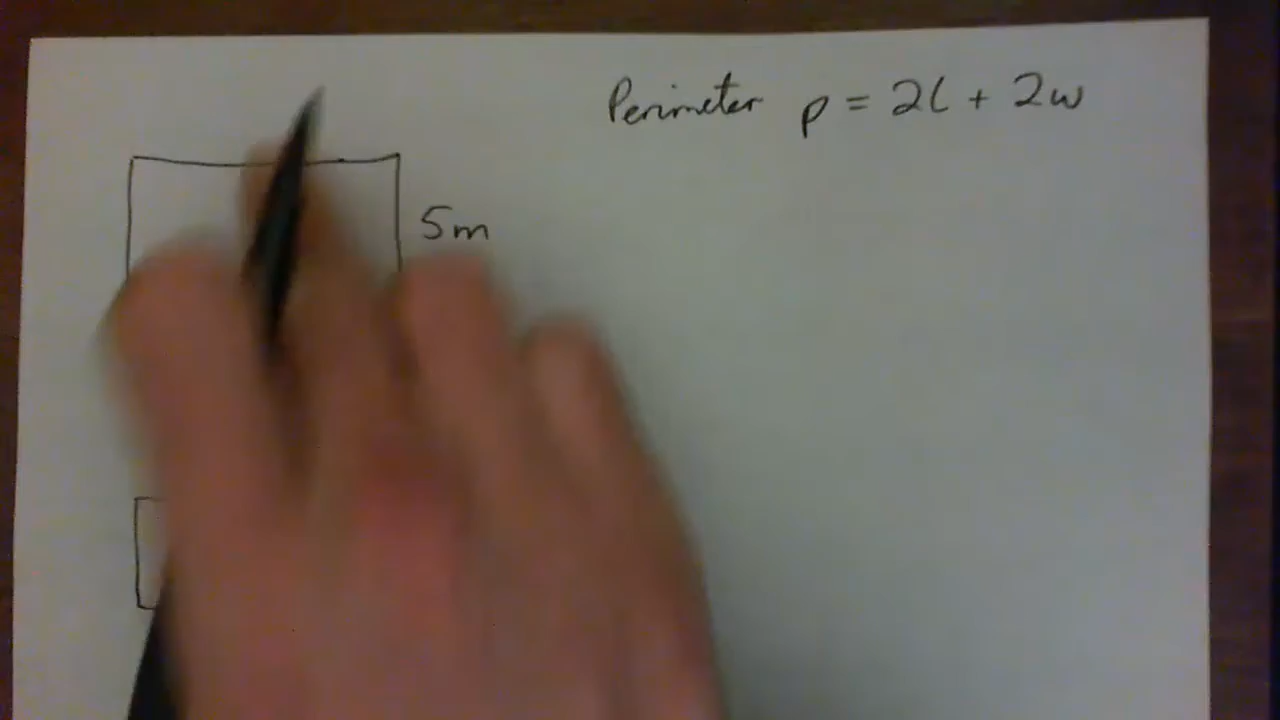 Perimeter p = 2l + 2w
5m